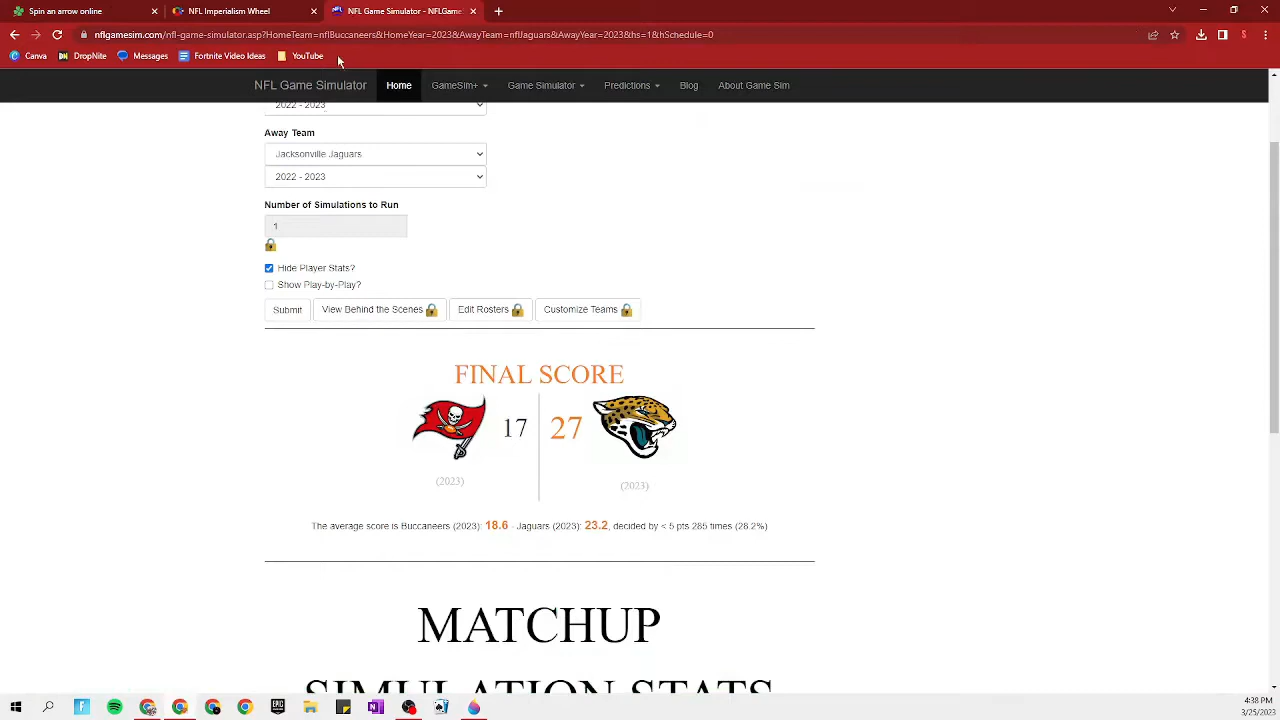 Spin an arrow online
NFL Imperialism Wheel
NFL Game Simulator - NFLGame
nflgamesim.com/nfl-game-simulator.asp?HomeTeam=nflBuccaneers&HomeYear=2023&AwayTeam=nflJaguars&AwayYear=2023&hs=1&hSchedule=0
Canva
DropNite
Messages
Fortnite Video Ideas
YouTube
NFL Game Simulator
Home
GameSim+
Game Simulator
Predictions
Blog
About Game Sim
2022 - 2023
Away Team
Jacksonville Jaguars
2022 - 2023
Number of Simulations to Run
1
Hide Player Stats?
Show Play-by-Play?
Submit
View Behind the Scenes
Edit Rosters
Customize Teams
FINAL SCORE
17
27
(2023)
(2023)
The average score is Buccaneers (2023): 18.6 - Jaguars (2023): 23.2, decided by < 5 pts 285 times (28.2%)
MATCHUP
SIMULATION STATS
4:38 PM
3/25/2023